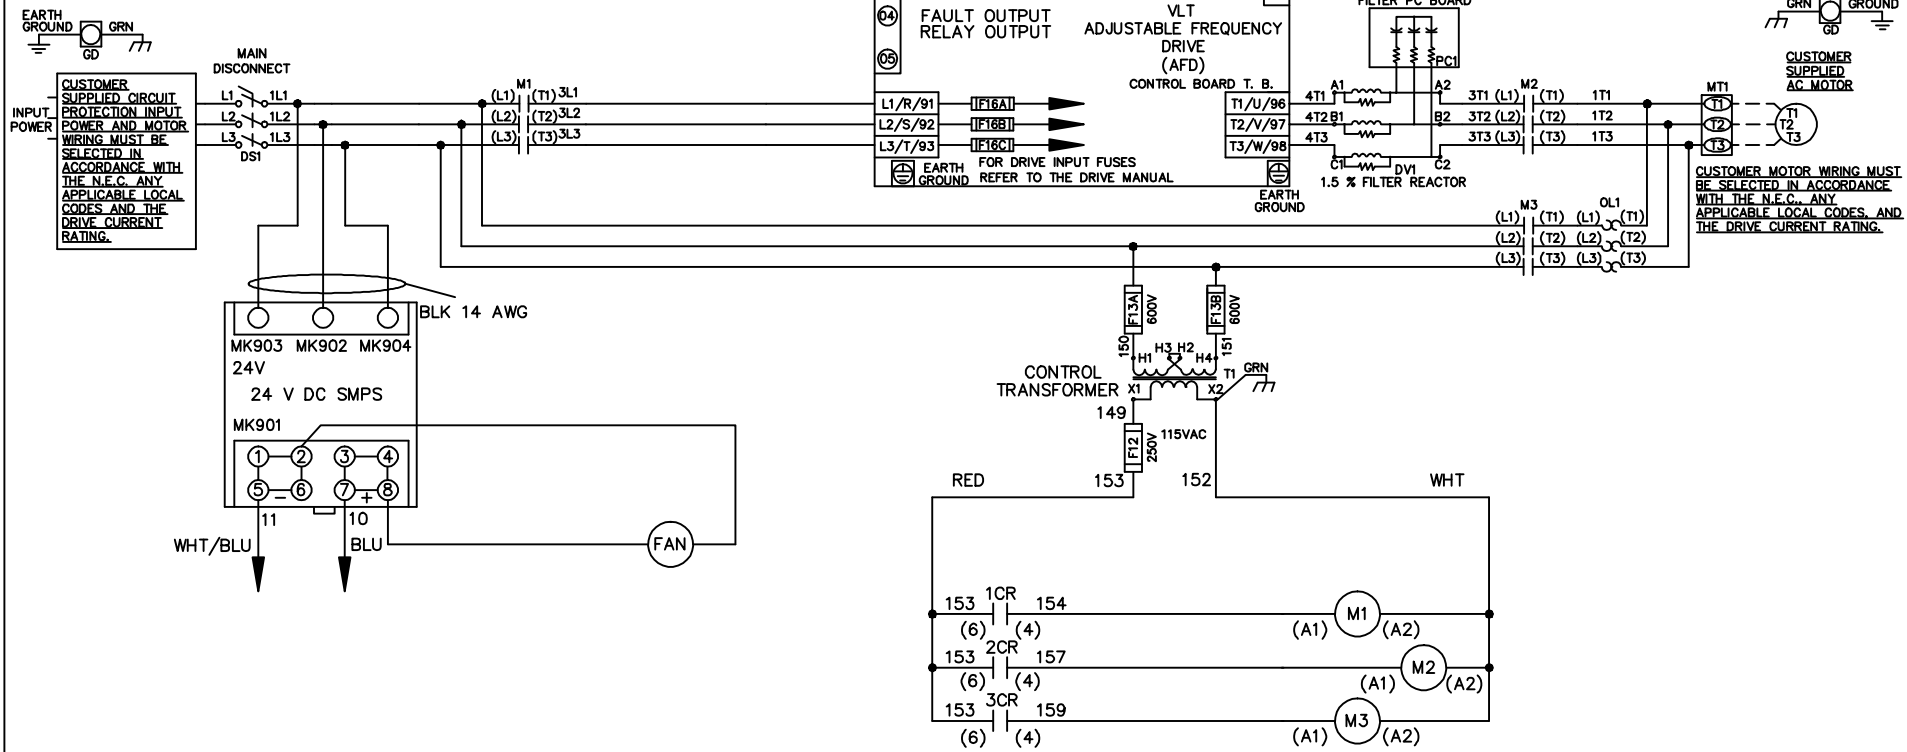 EARTH
GROUND
GRN
GD
04
FAULT OUTPUT
RELAY OUTPUT
05
VLT
ADJUSTABLE FREQUENCY
DRIVE
(AFD)
CONTROL BOARD T. B.
FILTER PC BOARD
PC1
GRN
GROUND
GD
CUSTOMER
SUPPLIED
AC MOTOR
MAIN
DISCONNECT
INPUT
POWER
CUSTOMER
SUPPLIED CIRCUIT
PROTECTION INPUT
POWER AND MOTOR
WIRING MUST BE
SELECTED IN
ACCORDANCE WITH
THE N.E.C. ANY
APPLICABLE LOCAL
CODES AND THE
DRIVE CURRENT
RATING.
L1 1L1
L2 1L2
L3 1L3
DS1
M1
(L1) (T1) 3L1
(L2) (T2) 3L2
(L3) (T3) 3L3
L1/R/91 F16A
L2/S/92 F16B
L3/T/93 F16C
FOR DRIVE INPUT FUSES
REFER TO THE DRIVE MANUAL
EARTH
GROUND
T1/U/96
T2/V/97
T3/W/98
EARTH
GROUND
4T1 A1 A2
4T2 B1 B2
4T3
C1 C2
DV1
1.5 % FILTER REACTOR
M2
3T1 (L1) (T1) 1T1
3T2 (L2) (T2) 1T2
3T3 (L3) (T3) 1T3
MT1
T1
T2
T3
T1
T2
T3
CUSTOMER MOTOR WIRING MUST
BE SELECTED IN ACCORDANCE
WITH THE N.E.C., ANY
APPLICABLE LOCAL CODES, AND
THE DRIVE CURRENT RATING.
M3 OL1
(L1) (T1) (L1) (T1)
(L2) (T2) (L2) (T2)
(L3) (T3) (L3) (T3)
BLK 14 AWG
MK903 MK902 MK904
24V
24 V DC SMPS
MK901
1 2 3 4
5 - 6 7 + 8
11 10
WHT/BLU BLU
FAN
F13A 600V
F13B 600V
150 151
H1 H3 H2 H4
CONTROL
TRANSFORMER
X1 X2
T1
GRN
149
F12 250V
115VAC
153 152
RED WHT
1CR
153 154
(6) (4)
M1
(A1) (A2)
2CR
153 157
(6) (4)
M2
(A1) (A2)
3CR
153 159
(6) (4)
M3
(A1) (A2)